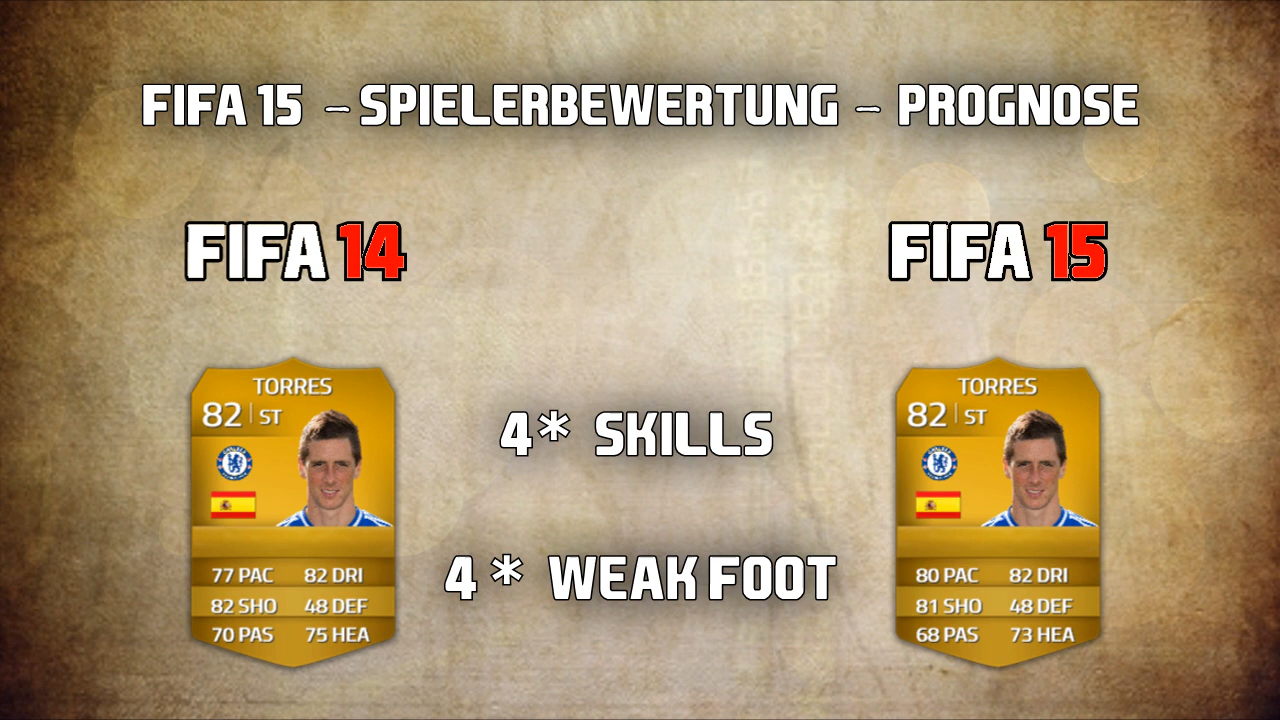 FIFA 15 – SPIELERBEWERTUNG – PROGNOSE
FIFA 14
FIFA 15
TORRES
82 | ST
77 PAC 82 DRI
82 SHO 48 DEF
70 PAS 75 HEA
4* SKILLS
4 * WEAK FOOT
TORRES
82 | ST
80 PAC 82 DRI
81 SHO 48 DEF
68 PAS 73 HEA